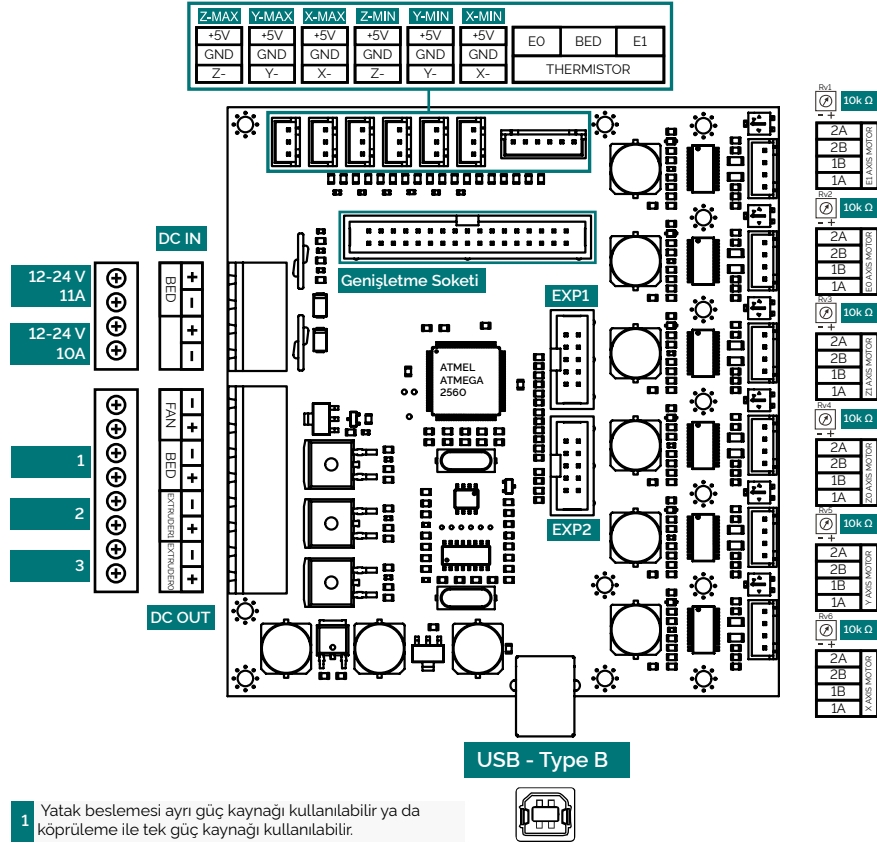 Z-MAX Y-MAX X-MAX Z-MIN Y-MIN X-MIN
+5V +5V +5V +5V +5V +5V
GND GND GND GND GND GND
Z- Y- X- Z- Y- X-
E0 BED E1
THERMISTOR
Genişletme Soketi
DC IN
12-24 V
11A
12-24 V
10A
BED + -
+ -
FAN - +
BED - +
EXTRUDER1 - +
EXTRUDER0 - +
1
2
3
DC OUT
ATMEL
ATMEGA
2560
EXP1
EXP2
USB - Type B
Rv1
10k Ω
- +
2A
2B
1B
1A
E1 AXIS MOTOR
Rv2
10k Ω
- +
2A
2B
1B
1A
E0 AXIS MOTOR
Rv3
10k Ω
- +
2A
2B
1B
1A
Z1 AXIS MOTOR
Rv4
10k Ω
- +
2A
2B
1B
1A
Z0 AXIS MOTOR
Rv5
10k Ω
- +
2A
2B
1B
1A
Y AXIS MOTOR
Rv6
10k Ω
- +
2A
2B
1B
1A
X AXIS MOTOR
1 Yatak beslemesi ayrı güç kaynağı kullanılabilir ya da
köprüleme ile tek güç kaynağı kullanılabilir.